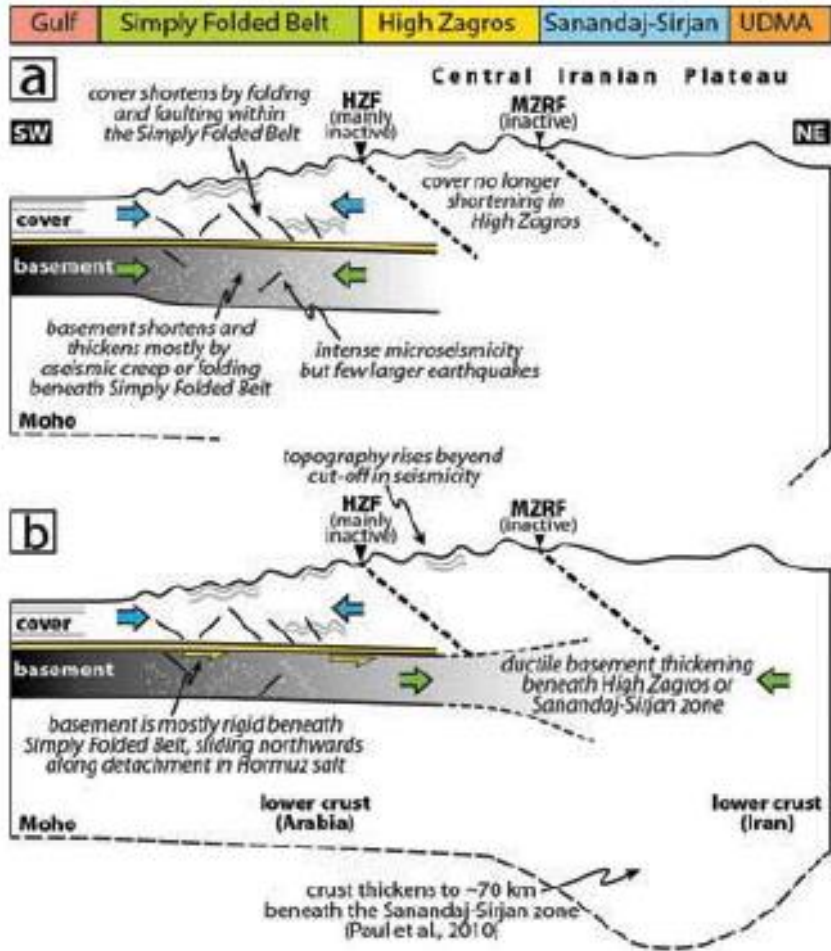 Gulf Simply Folded Belt High Zagros Sanandaj-Sirjan UDMA
a
Central Iranian Plateau
cover shortens by folding
and faulting within
the Simply Folded Belt
HZF
(mainly
inactive)
MZRF
(inactive)
SW
NE
cover no longer
shortening in
High Zagros
cover
basement
basement shortens and
thickens mostly by
aseismic creep or folding
beneath Simply Folded Belt
intense microseismicity
but few larger earthquakes
Moho
topography rises beyond
cut-off in seismicity
b
HZF
(mainly
inactive)
MZRF
(inactive)
cover
basement
ductile basement thickening
beneath High Zagros or
Sanandaj-Sirjan zone
basement is mostly rigid beneath
Simply Folded Belt, sliding northwards
along detachment in Hormuz salt
lower crust
(Arabia)
lower crust
(Iran)
Moho
crust thickens to ~70 km
beneath the Sanandaj-Sirjan zone
(Paul et al., 2010)